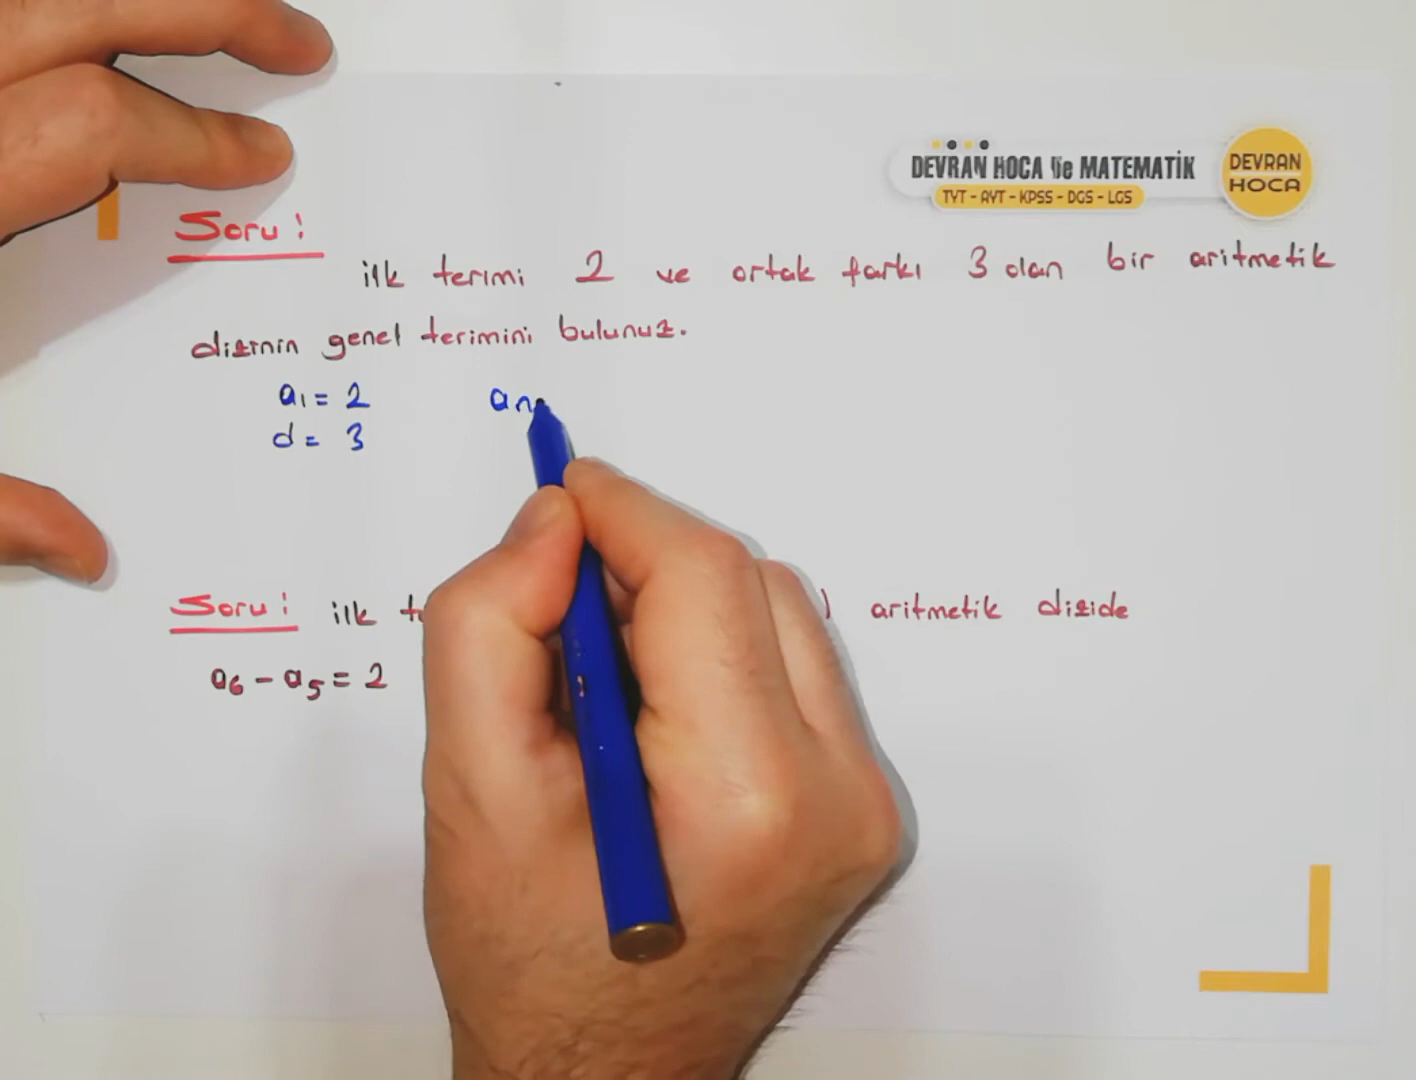 DEVRAN HOCA ile MATEMATİK
TYT - AYT - KPSS - DGS - LGS
DEVRAN
HOCA
Soru:
ilk terimi 2 ve ortak farkı 3 olan bir aritmetik
dizinin genel terimini bulunuz.
a₁ = 2
an
d = 3
Soru: ilk ) aritmetik dizide
a₆ - a₅ = 2